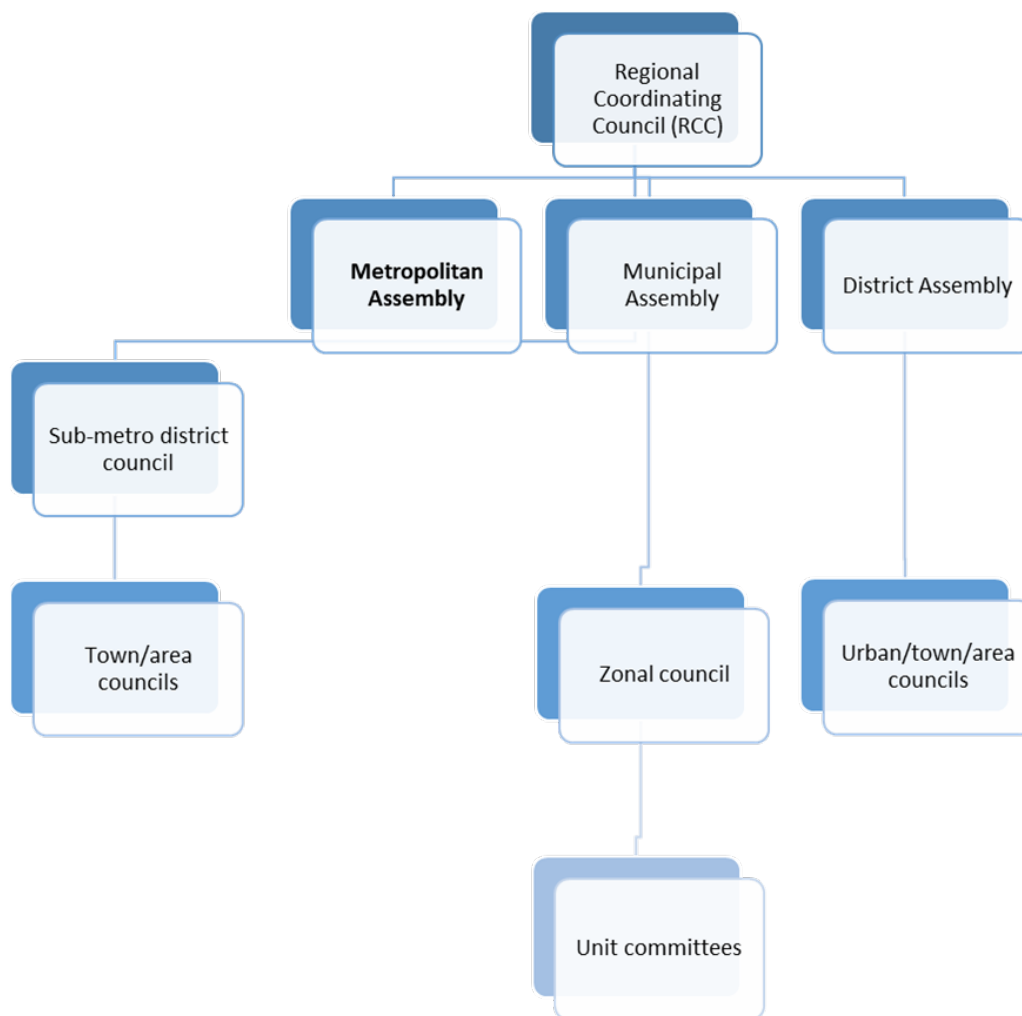 Regional
Coordinating
Council (RCC)
Metropolitan
Assembly
Municipal
Assembly
District Assembly
Sub-metro district
council
Town/area
councils
Zonal council
Urban/town/area
councils
Unit committees